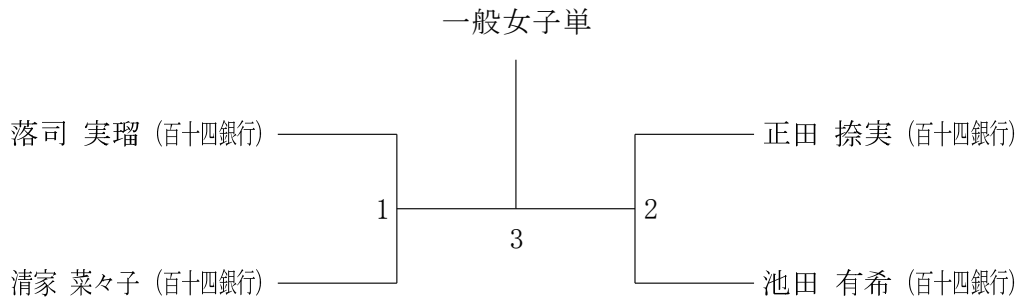 一般女子単
落司 実瑠 (百十四銀行)
正田 捺実 (百十四銀行)
1
2
3
清家 菜々子 (百十四銀行)
池田 有希 (百十四銀行)